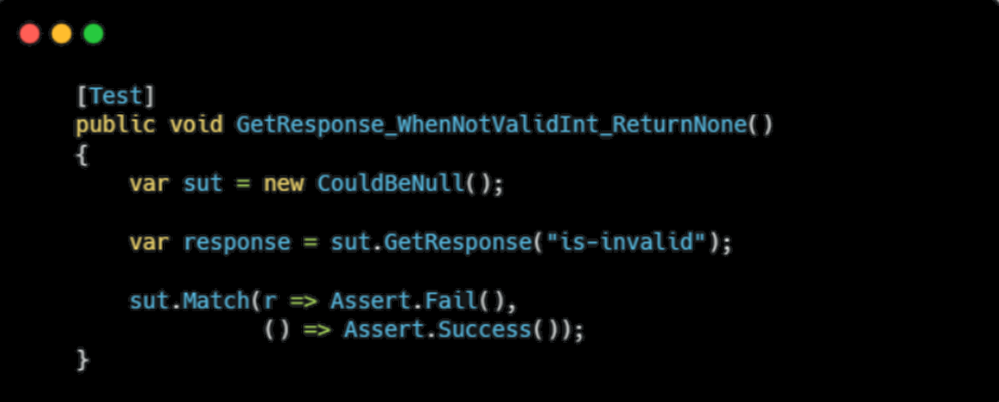 [Test]
public void GetResponse_WhenNotValidInt_ReturnNone()
{
    var sut = new CouldBeNull();
    var response = sut.GetResponse("is-invalid");
    sut.Match(r => Assert.Fail(),
              () => Assert.Success());
}